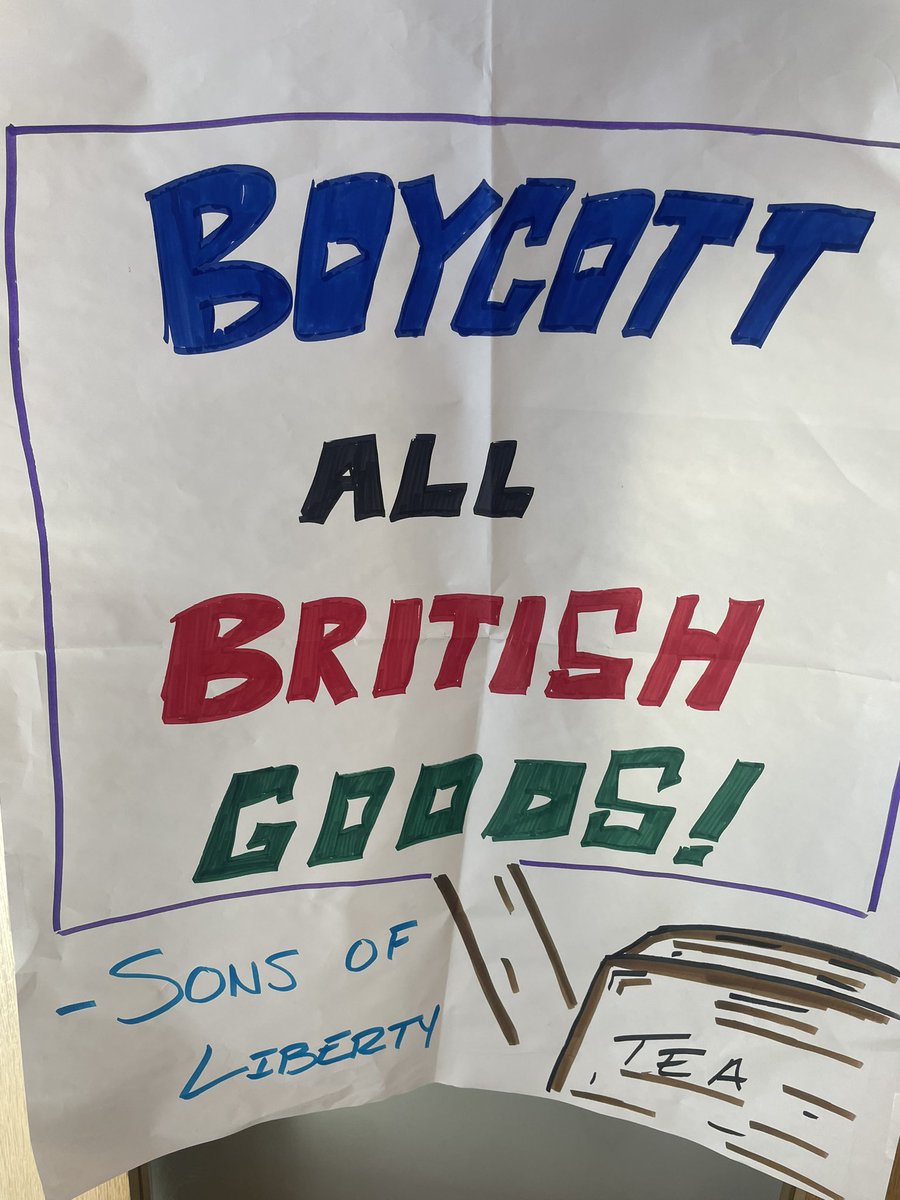 BOYCOTT
ALL
BRITISH
GOODS!
- SONS OF
LIBERTY
TEA